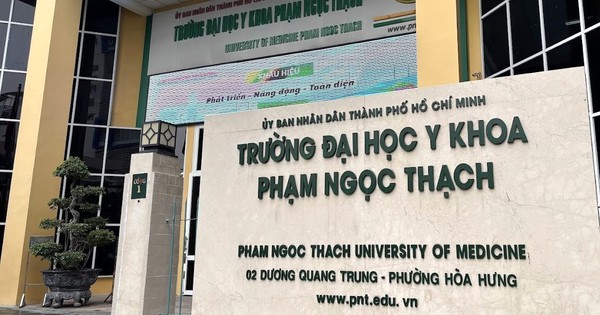 ỦY BAN NHÂN DÂN THÀNH PHỐ HỒ CHÍ MINH
TRƯỜNG ĐẠI HỌC Y KHOA PHẠM NGỌC THẠCH
UNIVERSITY OF MEDICINE PHAM NGOC THACH
KHẨU HIỆU
Phát triển - Năng động - Toàn diện
CỔNG
ỦY BAN NHÂN DÂN THÀNH PHỐ HỒ CHÍ MINH
TRƯỜNG ĐẠI HỌC Y KHOA
PHẠM NGỌC THẠCH
PHAM NGOC THACH UNIVERSITY OF MEDICINE
02 DƯƠNG QUANG TRUNG - PHƯỜNG HÒA HƯNG
www.pnt.edu.vn